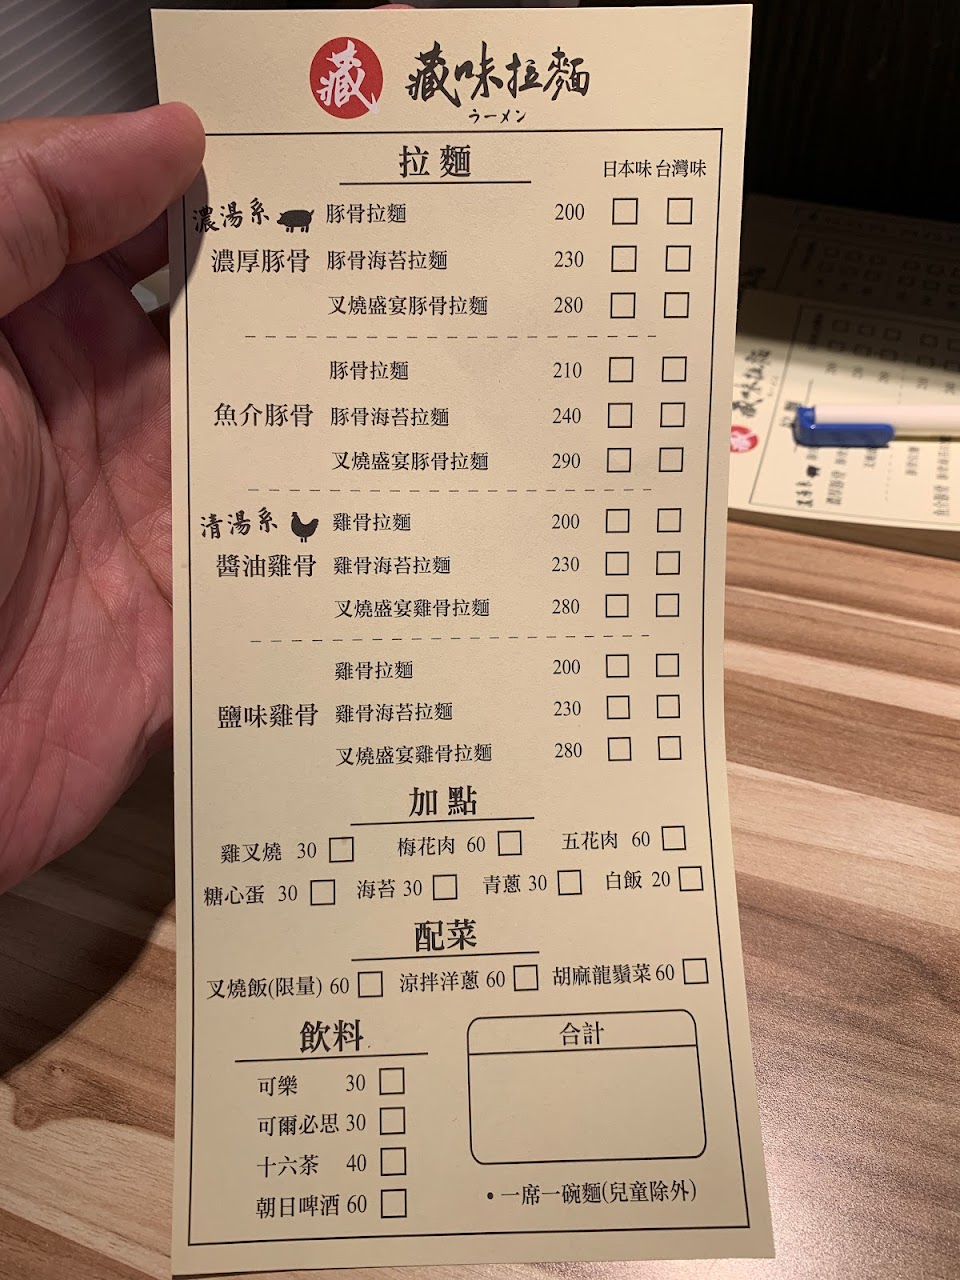 藏 藏味拉麵
ラーメン
拉麵 日本味 台灣味
濃湯系 豚骨拉麵 200
濃厚豚骨 豚骨海苔拉麵 230
叉燒盛宴豚骨拉麵 280
豚骨拉麵 210
魚介豚骨 豚骨海苔拉麵 240
叉燒盛宴豚骨拉麵 290
清湯系 雞骨拉麵 200
醬油雞骨 雞骨海苔拉麵 230
叉燒盛宴雞骨拉麵 280
雞骨拉麵 200
鹽味雞骨 雞骨海苔拉麵 230
叉燒盛宴雞骨拉麵 280
加點
雞叉燒 30 梅花肉 60 五花肉 60
糖心蛋 30 海苔 30 青蔥 30 白飯 20
配菜
叉燒飯(限量) 60 涼拌洋蔥 60 胡麻龍鬚菜 60
飲料 合計
可樂 30
可爾必思 30
十六茶 40
朝日啤酒 60
•一席一碗麵(兒童除外)
藏味拉麵